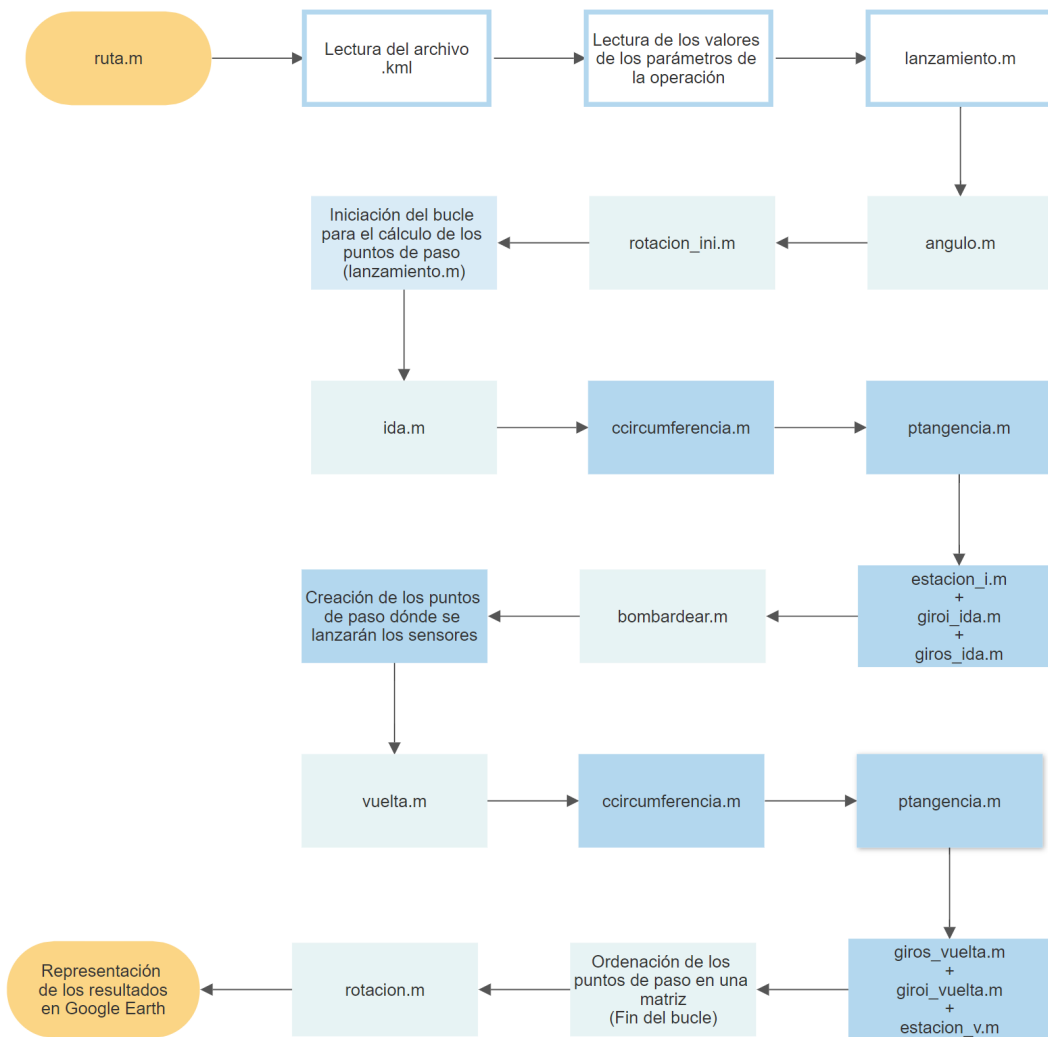 ruta.m
Lectura del archivo
.kml
Lectura de los valores
de los parámetros de
la operación
lanzamiento.m
angulo.m
rotacion_ini.m
Iniciación del bucle
para el cálculo de los
puntos de paso
(lanzamiento.m)
ida.m
ccircumferencia.m
ptangencia.m
estacion_i.m
+
giroi_ida.m
+
giros_ida.m
bombardear.m
Creación de los puntos
de paso dónde se
lanzarán los sensores
vuelta.m
ccircumferencia.m
ptangencia.m
giros_vuelta.m
+
giroi_vuelta.m
+
estacion_v.m
Ordenación de los
puntos de paso en una
matriz
(Fin del bucle)
rotacion.m
Representación
de los resultados
en Google Earth